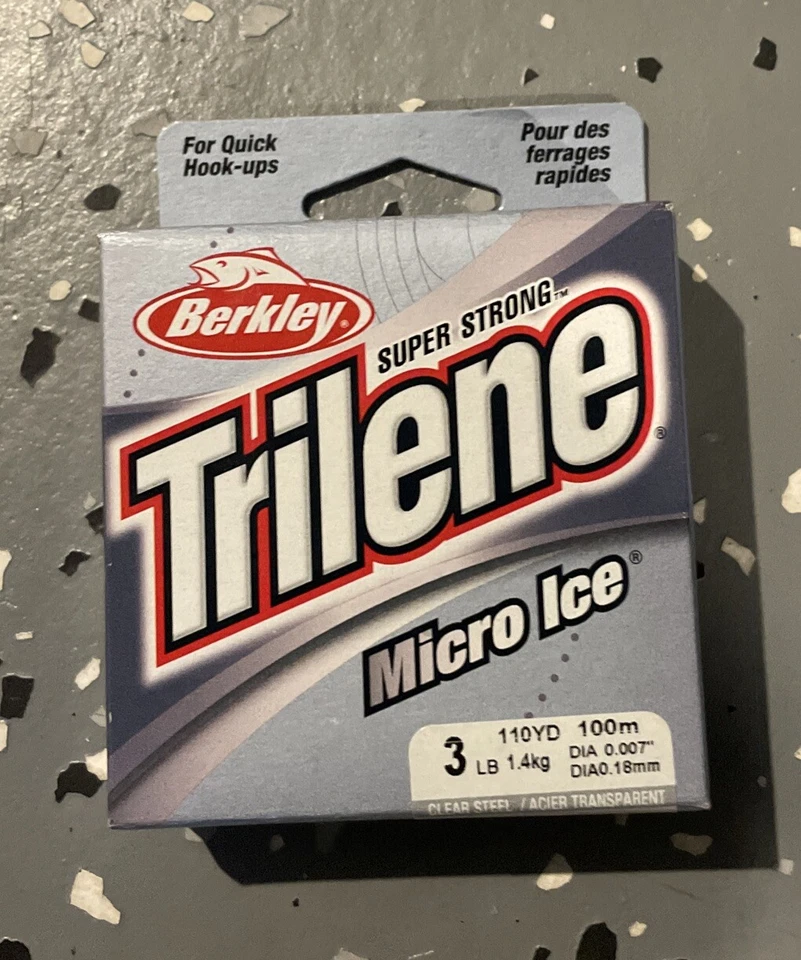 For Quick
Hook-ups
Pour des
ferrages
rapides
Berkley®
SUPER STRONG™
Trilene®
Micro Ice®
3 LB 1.4kg
110YD 100m
DIA 0.007"
DIA0.18mm
CLEAR STEEL / ACIER TRANSPARENT